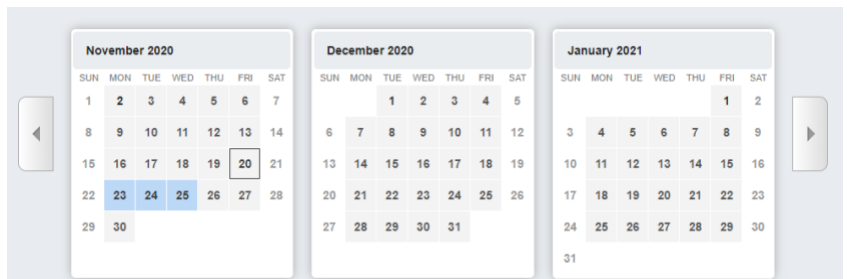 November 2020
SUN MON TUE WED THU FRI SAT
1 2 3 4 5 6 7
8 9 10 11 12 13 14
15 16 17 18 19 20 21
22 23 24 25 26 27 28
29 30
December 2020
SUN MON TUE WED THU FRI SAT
1 2 3 4 5
6 7 8 9 10 11 12
13 14 15 16 17 18 19
20 21 22 23 24 25 26
27 28 29 30 31
January 2021
SUN MON TUE WED THU FRI SAT
1 2
3 4 5 6 7 8 9
10 11 12 13 14 15 16
17 18 19 20 21 22 23
24 25 26 27 28 29 30
31